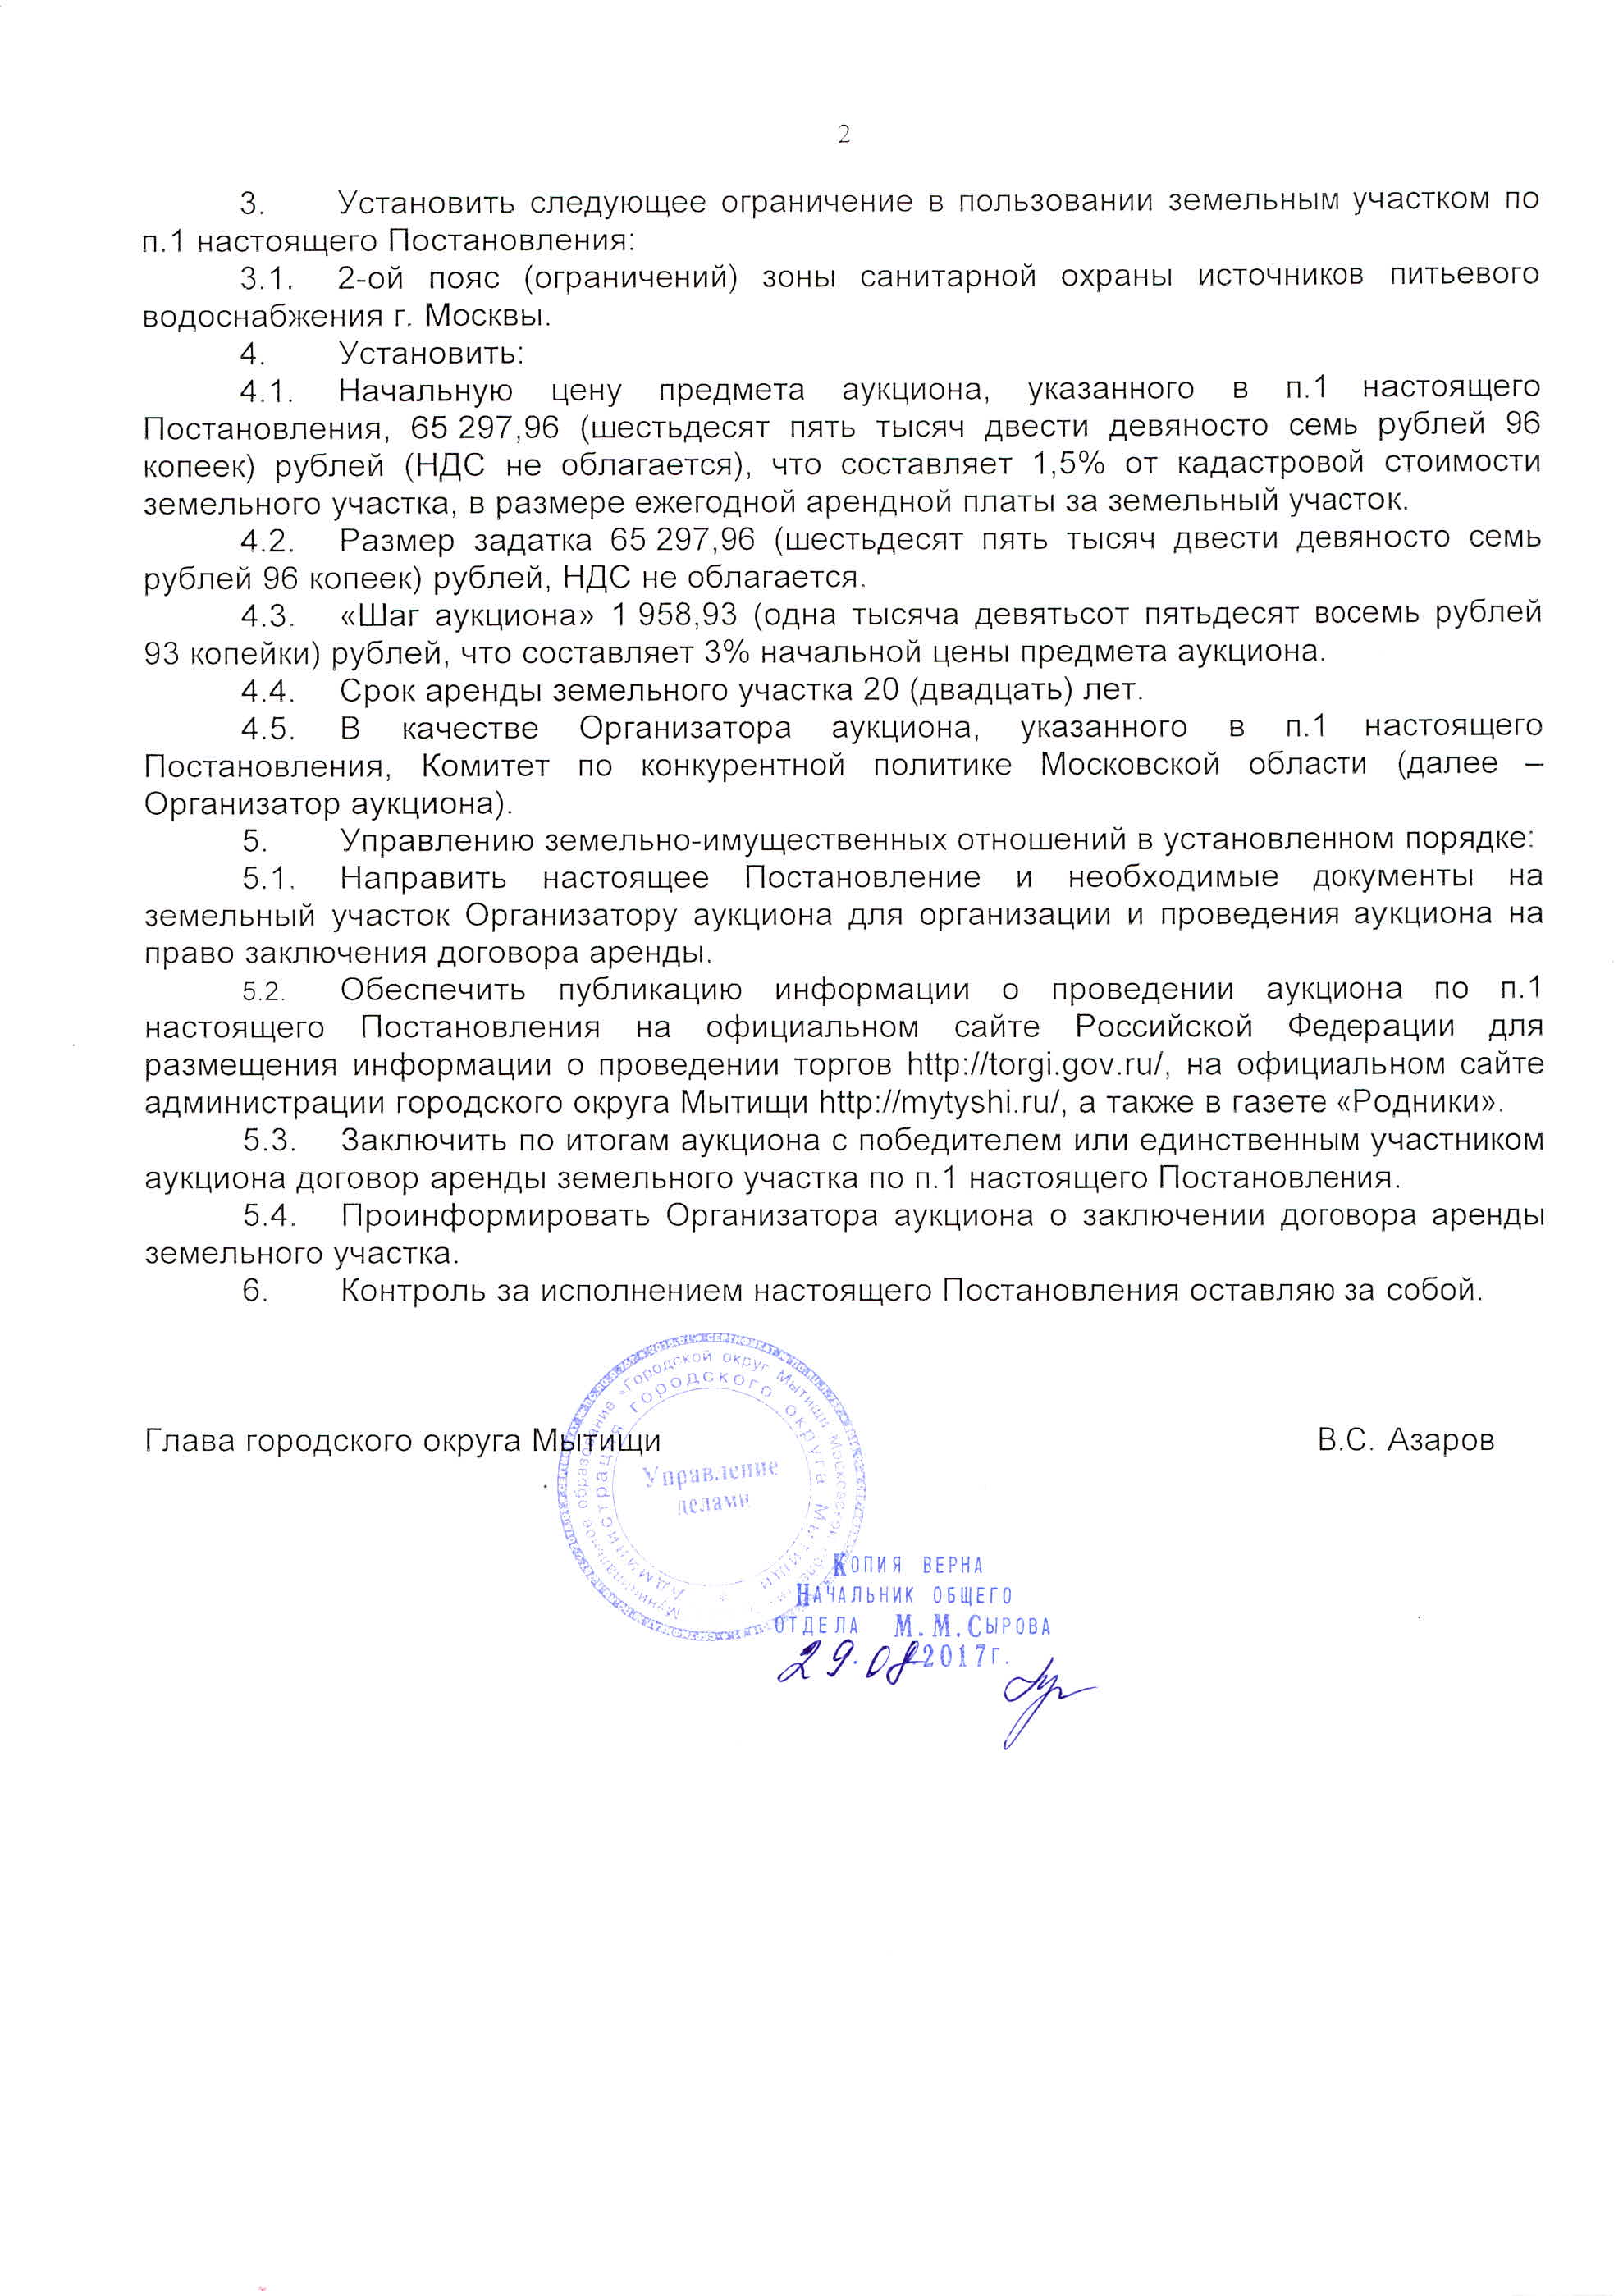 2
3. Установить следующее ограничение в пользовании земельным участком по
п.1 настоящего Постановления:
3.1. 2-ой пояс (ограничений) зоны санитарной охраны источников питьевого
водоснабжения г. Москвы.
4. Установить:
4.1. Начальную цену предмета аукциона, указанного в п.1 настоящего
Постановления, 65 297,96 (шестьдесят пять тысяч двести девяносто семь рублей 96
копеек) рублей (НДС не облагается), что составляет 1,5% от кадастровой стоимости
земельного участка, в размере ежегодной арендной платы за земельный участок.
4.2. Размер задатка 65 297,96 (шестьдесят пять тысяч двести девяносто семь
рублей 96 копеек) рублей, НДС не облагается.
4.3. «Шаг аукциона» 1 958,93 (одна тысяча девятьсот пятьдесят восемь рублей
93 копейки) рублей, что составляет 3% начальной цены предмета аукциона.
4.4. Срок аренды земельного участка 20 (двадцать) лет.
4.5. В качестве Организатора аукциона, указанного в п.1 настоящего
Постановления, Комитет по конкурентной политике Московской области (далее –
Организатор аукциона).
5. Управлению земельно-имущественных отношений в установленном порядке:
5.1. Направить настоящее Постановление и необходимые документы на
земельный участок Организатору аукциона для организации и проведения аукциона на
право заключения договора аренды.
5.2. Обеспечить публикацию информации о проведении аукциона по п.1
настоящего Постановления на официальном сайте Российской Федерации для
размещения информации о проведении торгов http://torgi.gov.ru/, на официальном сайте
администрации городского округа Мытищи http://mytyshi.ru/, а также в газете «Родники».
5.3. Заключить по итогам аукциона с победителем или единственным участником
аукциона договор аренды земельного участка по п.1 настоящего Постановления.
5.4. Проинформировать Организатора аукциона о заключении договора аренды
земельного участка.
6. Контроль за исполнением настоящего Постановления оставляю за собой.
Глава городского округа Мытищи В.С. Азаров
Муниципальное образование «Городской округ Мытищи Московской
Администрация городского округа Мытищи
Управление
делами
Копия верна
Начальник общего
отдела М.М.Сырова
29.08.2017г.